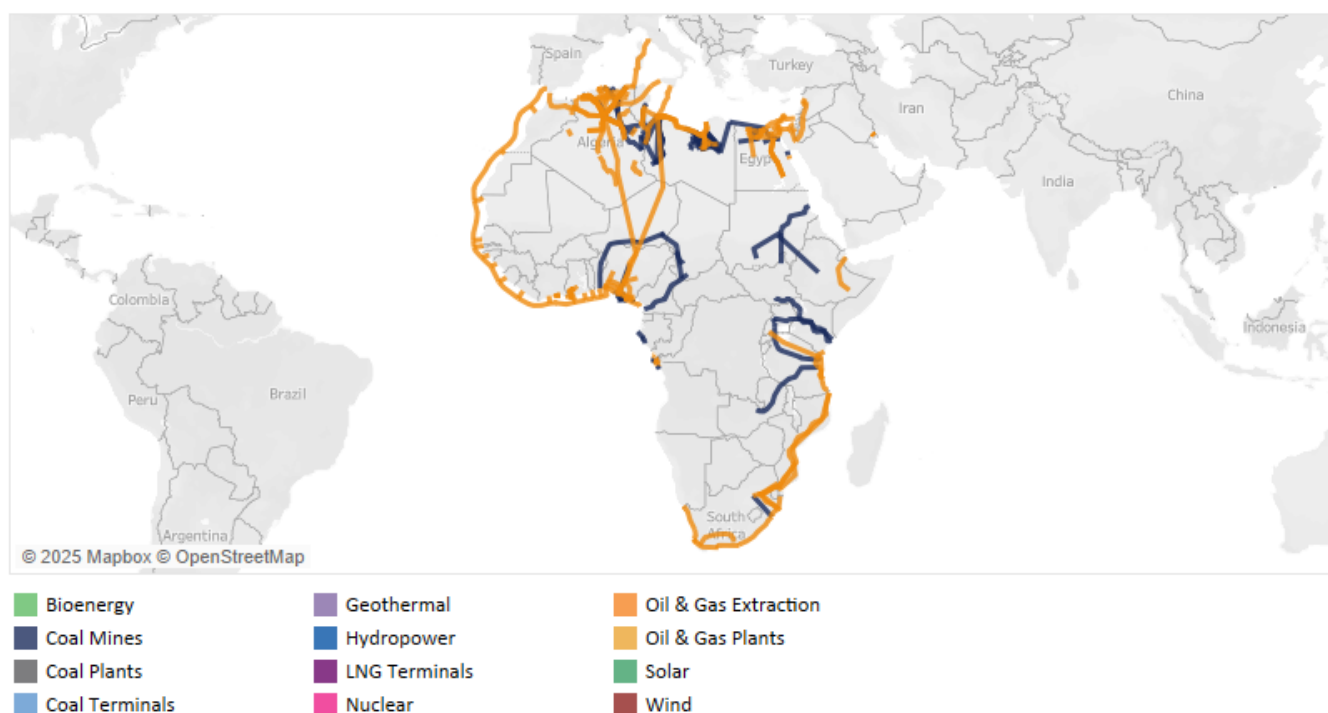 Spain
Turkey
China
Iran
Algeria
Egypt
India
Colombia
Indonesia
Peru
Brazil
South
Africa
Argentina
© 2025 Mapbox © OpenStreetMap
Bioenergy
Geothermal
Oil & Gas Extraction
Coal Mines
Hydropower
Oil & Gas Plants
Coal Plants
LNG Terminals
Solar
Coal Terminals
Nuclear
Wind